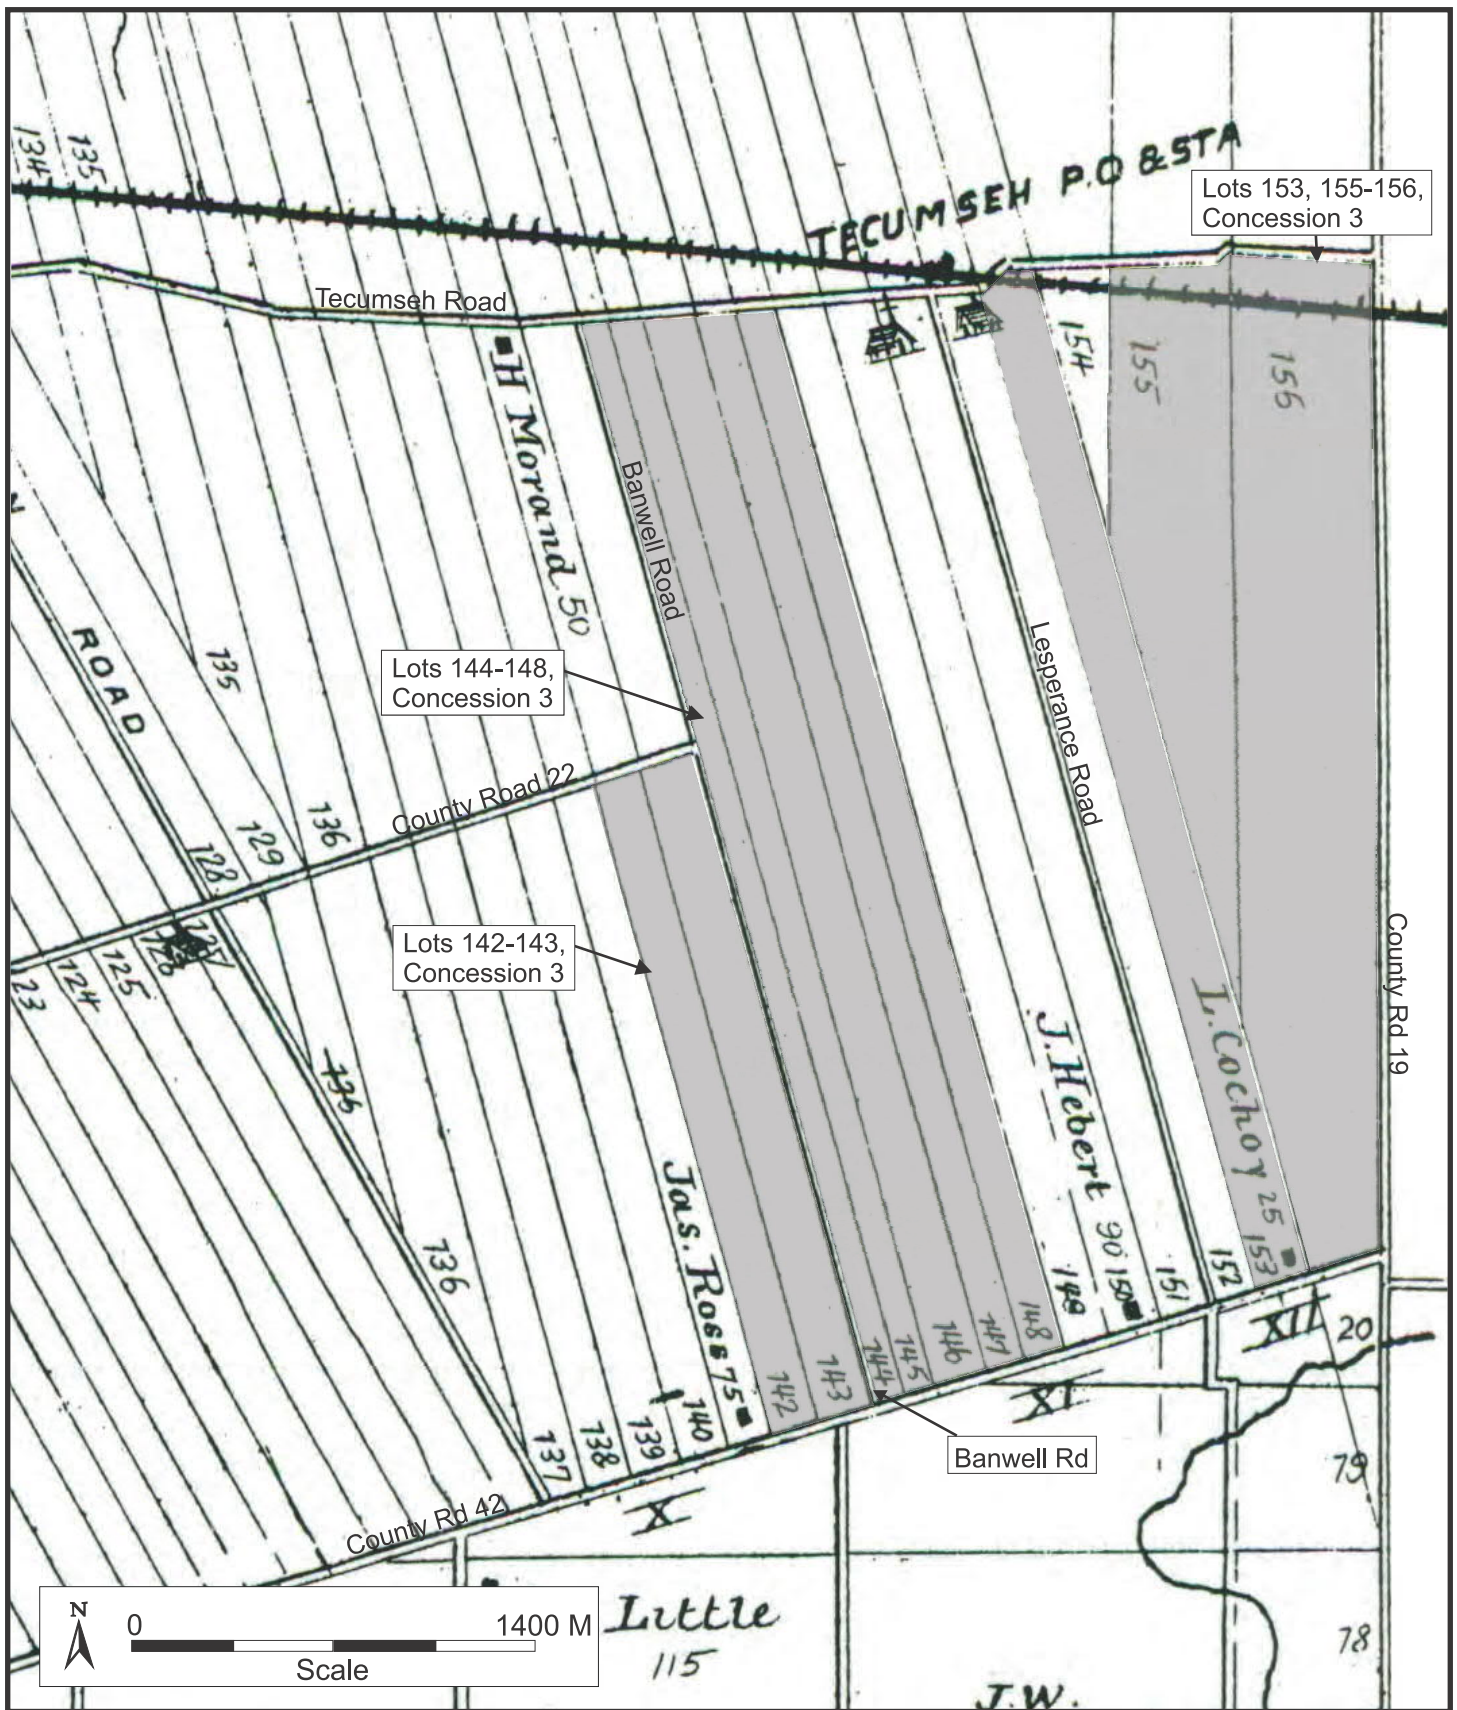 134
135
TECUMSEH P.O & STA
Lots 153, 155-156,
Concession 3
Tecumseh Road
154
155
156
H Morand 50
Banwell Road
N
ROAD
135
Lots 144-148,
Concession 3
Lesperance Road
County Road 22
136
129
128
127
126
125
124
23
Lots 142-143,
Concession 3
County Rd 19
L. Cochoy 25
J. Hebert 90
136
136
Jas. Ross 75
137
138
139
140
142
143
144
145
146
147
148
149
150
151
152
153
XII
20
XI
Banwell Rd
79
X
County Rd 42
N
0
1400 M
Scale
Little
115
78
J.W.